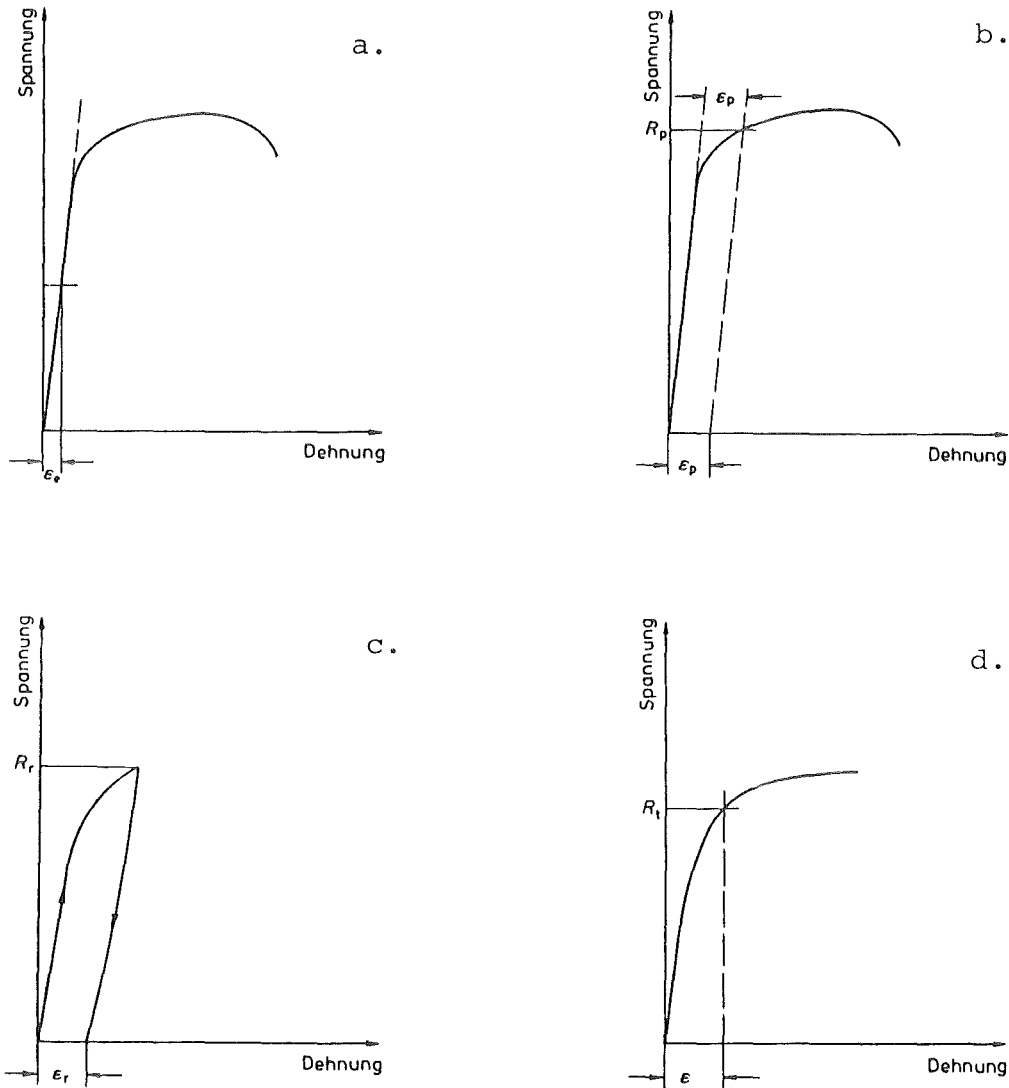 a.
Spannung
Dehnung
εe
b.
Spannung
εp
Rp
Dehnung
εp
c.
Spannung
Rr
Dehnung
εr
d.
Spannung
Rt
Dehnung
ε